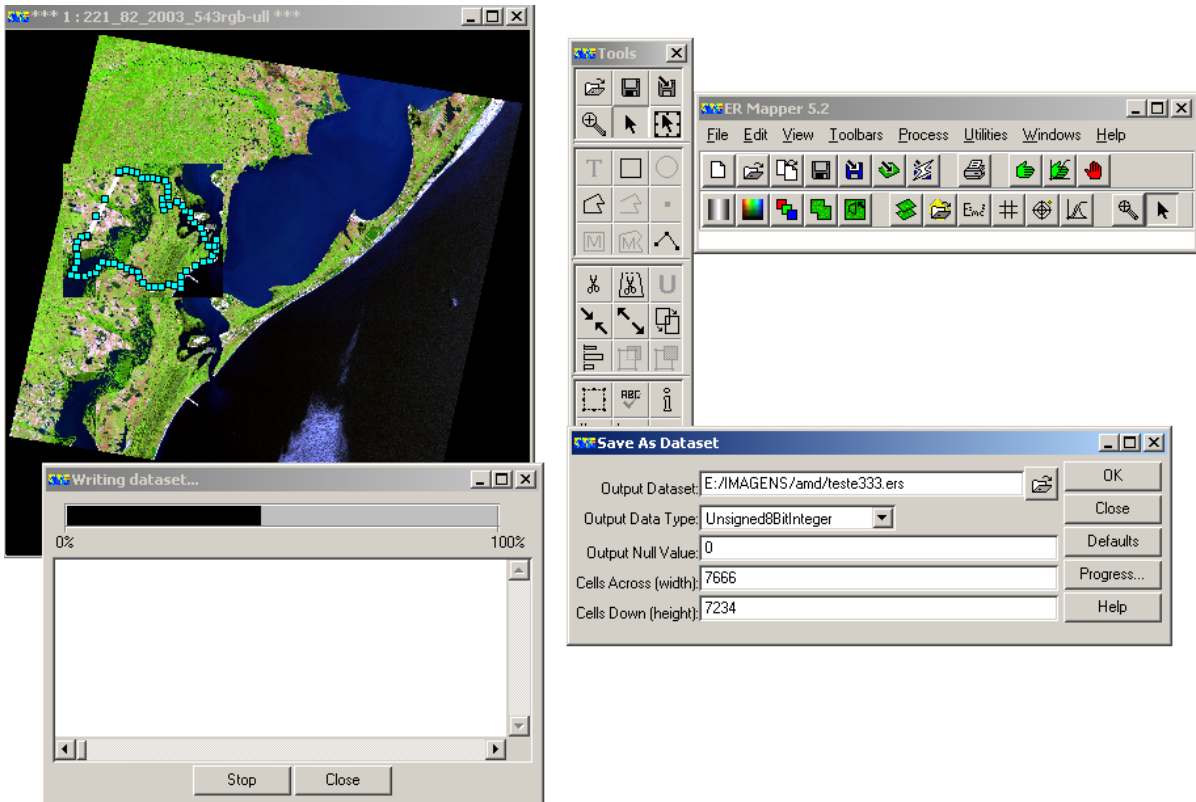 *** 1 : 221_82_2003_543rgb-ull ***
Tools
T
M
M
U
ABC
i
ER Mapper 5.2
File Edit View Toolbars Process Utilities Windows Help
Emc²
Save As Dataset
Output Dataset: E:/IMAGENS/amd/teste333.ers OK
Output Data Type: Unsigned8BitInteger Close
Output Null Value: 0 Defaults
Cells Across (width): 7666 Progress...
Cells Down (height): 7234 Help
Writing dataset...
0% 100%
Stop Close